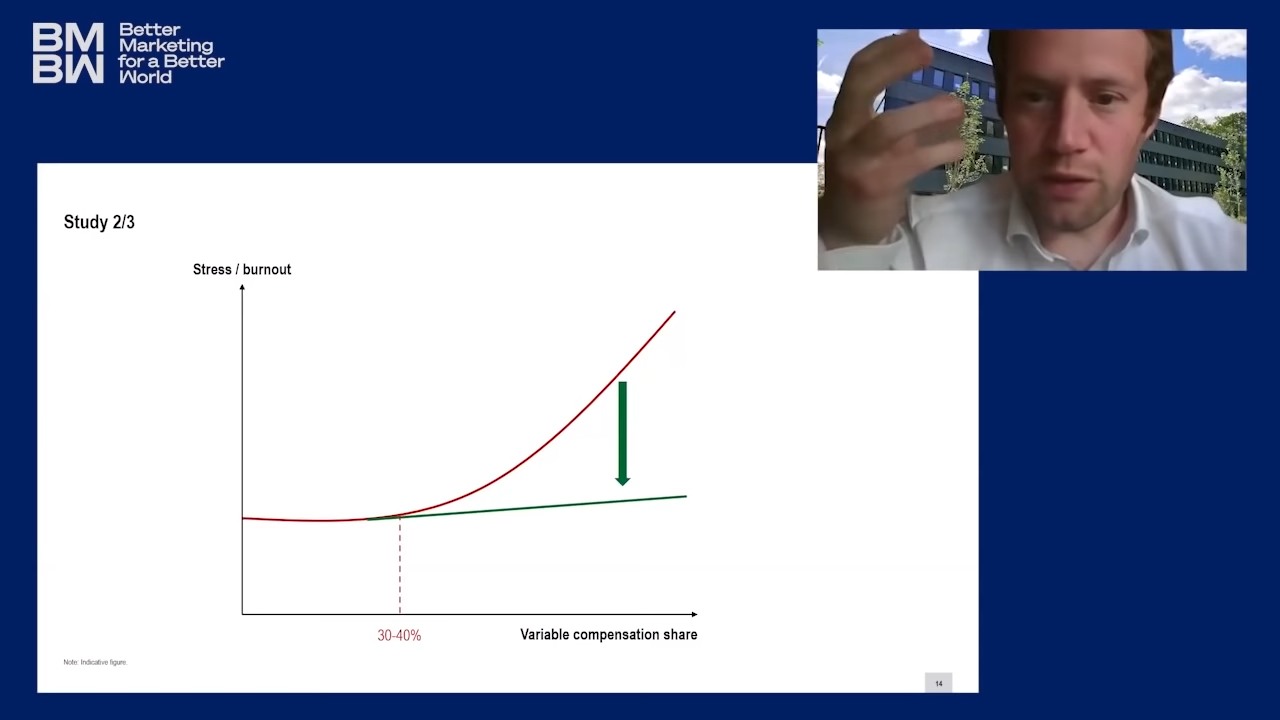 BM
BW
Better
Marketing
for a Better
World
Study 2/3
Stress / burnout
30-40%
Variable compensation share
Note: Indicative figure.
14